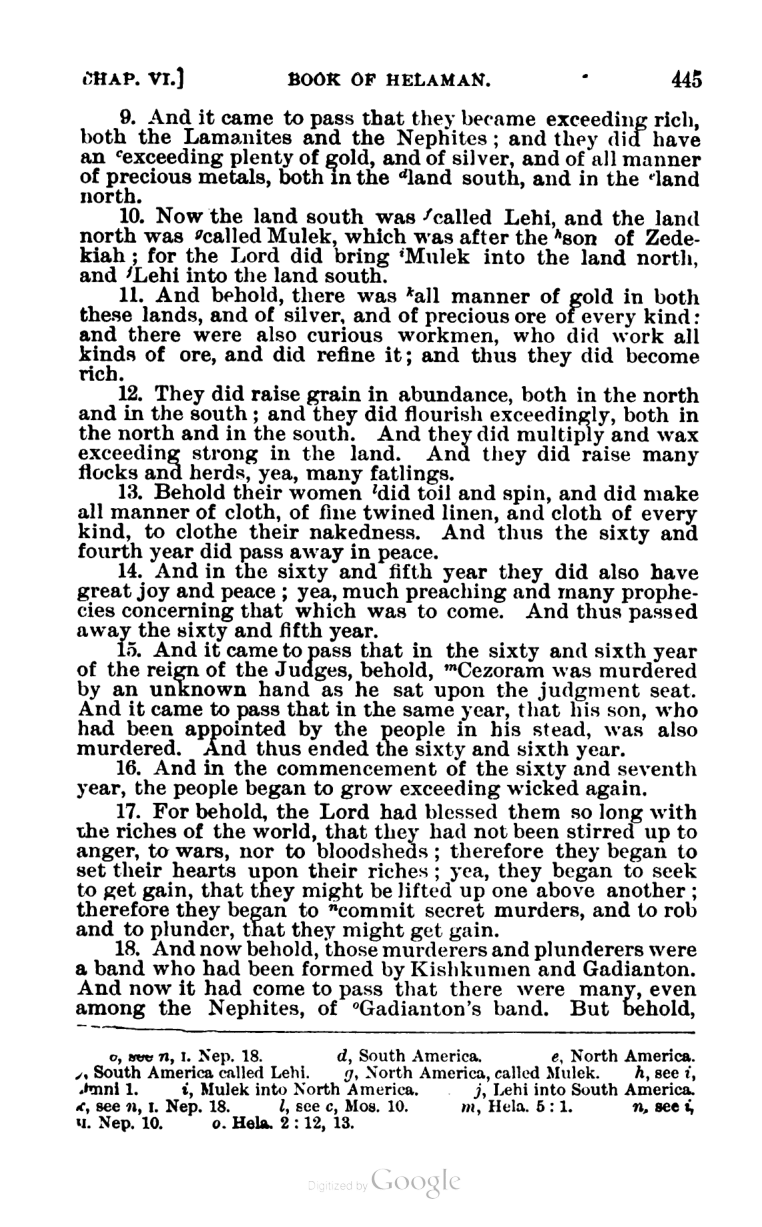 CHAP. VI.] BOOK OF HELAMAN. 445
9. And it came to pass that they became exceeding rich,
both the Lamanites and the Nephites; and they did have
an ᶜexceeding plenty of gold, and of silver, and of all manner
of precious metals, both in the ᵈland south, and in the ᵉland
north.
10. Now the land south was ᶠcalled Lehi, and the land
north was ᵍcalled Mulek, which was after the ʰson of Zede-
kiah; for the Lord did bring ⁱMulek into the land north,
and ʲLehi into the land south.
11. And behold, there was ᵏall manner of gold in both
these lands, and of silver, and of precious ore of every kind:
and there were also curious workmen, who did work all
kinds of ore, and did refine it; and thus they did become
rich.
12. They did raise grain in abundance, both in the north
and in the south; and they did flourish exceedingly, both in
the north and in the south. And they did multiply and wax
exceeding strong in the land. And they did raise many
flocks and herds, yea, many fatlings.
13. Behold their women ˡdid toil and spin, and did make
all manner of cloth, of fine twined linen, and cloth of every
kind, to clothe their nakedness. And thus the sixty and
fourth year did pass away in peace.
14. And in the sixty and fifth year they did also have
great joy and peace; yea, much preaching and many prophe-
cies concerning that which was to come. And thus passed
away the sixty and fifth year.
15. And it came to pass that in the sixty and sixth year
of the reign of the Judges, behold, ᵐCezoram was murdered
by an unknown hand as he sat upon the judgment seat.
And it came to pass that in the same year, that his son, who
had been appointed by the people in his stead, was also
murdered. And thus ended the sixty and sixth year.
16. And in the commencement of the sixty and seventh
year, the people began to grow exceeding wicked again.
17. For behold, the Lord had blessed them so long with
the riches of the world, that they had not been stirred up to
anger, to wars, nor to bloodsheds; therefore they began to
set their hearts upon their riches; yea, they began to seek
to get gain, that they might be lifted up one above another;
therefore they began to ⁿcommit secret murders, and to rob
and to plunder, that they might get gain.
18. And now behold, those murderers and plunderers were
a band who had been formed by Kishkumen and Gadianton.
And now it had come to pass that there were many, even
among the Nephites, of ᵒGadianton's band. But behold,
c, see n, I. Nep. 18. d, South America. e, North America.
f, South America called Lehi. g, North America, called Mulek. h, see i,
Omni 1. i, Mulek into North America. j, Lehi into South America.
k, see n, I. Nep. 18. l, see c, Mos. 10. m, Hela. 5:1. n, see i,
II. Nep. 10. o. Hela. 2:12, 13.
Digitized by Google